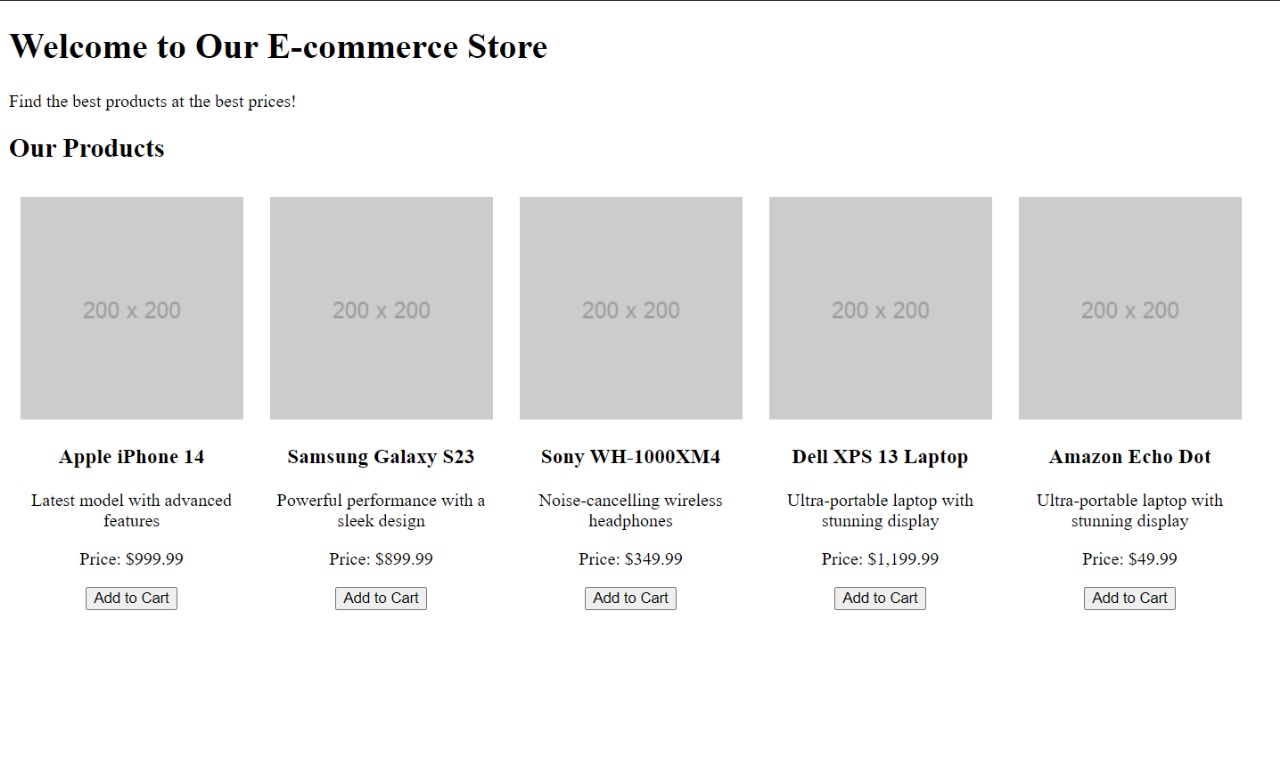 Welcome to Our E-commerce Store
Find the best products at the best prices!
Our Products
200 x 200
200 x 200
200 x 200
200 x 200
200 x 200
Apple iPhone 14
Samsung Galaxy S23
Sony WH-1000XM4
Dell XPS 13 Laptop
Amazon Echo Dot
Latest model with advanced
features
Powerful performance with a
sleek design
Noise-cancelling wireless
headphones
Ultra-portable laptop with
stunning display
Ultra-portable laptop with
stunning display
Price: $999.99
Price: $899.99
Price: $349.99
Price: $1,199.99
Price: $49.99
Add to Cart
Add to Cart
Add to Cart
Add to Cart
Add to Cart